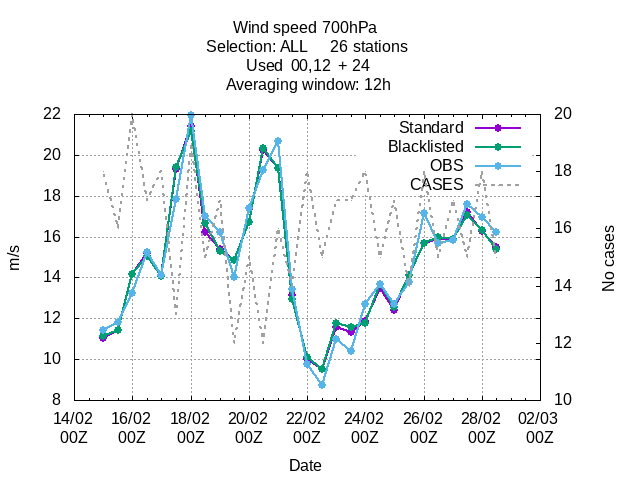 Wind speed 700hPa
Selection: ALL 26 stations
Used 00,12 + 24
Averaging window: 12h
22
20
18
16
14
12
10
8
m/s
20
18
16
14
12
10
No cases
Standard
Blacklisted
OBS
CASES
14/02 16/02 18/02 20/02 22/02 24/02 26/02 28/02 02/03
00Z 00Z 00Z 00Z 00Z 00Z 00Z 00Z 00Z
Date